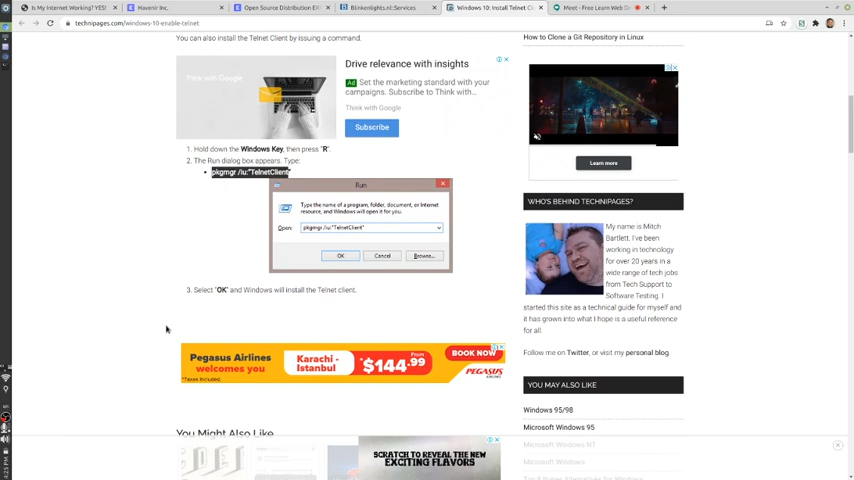 Is My Internet Working? YES!
Havenir Inc.
Open Source Distribution Eff
Blinkenlights.nl::Services
Windows 10: Install Telnet Cl
Meet - Free Learn Web De
technipages.com/windows-10-enable-telnet
You can also install the Telnet Client by issuing a command.
Think with Google
Drive relevance with insights
Ad Set the marketing standard with your
campaigns. Subscribe to Think with...
Think with Google
Subscribe
1. Hold down the Windows Key, then press "R".
2. The Run dialog box appears. Type:
• pkgmgr /iu:"TelnetClient
Run
Type the name of a program, folder, document, or Internet
resource, and Windows will open it for you.
Open: pkgmgr /iu:"TelnetClient"
OK
Cancel
Browse...
3. Select "OK" and Windows will install the Telnet client.
Pegasus Airlines
welcomes you
*Taxes included.
Karachi -
Istanbul
From
$144.99
BOOK NOW
PEGASUS
You Might Also Like
How to Clone a Git Repository in Linux
Learn more
WHO'S BEHIND TECHNIPAGES?
My name is Mitch
Bartlett. I've been
working in technology
for over 20 years in a
wide range of tech jobs
from Tech Support to
Software Testing. I
started this site as a technical guide for myself and
it has grown into what I hope is a useful reference
for all.
Follow me on Twitter, or visit my personal blog.
YOU MAY ALSO LIKE
Windows 95/98
Microsoft Windows 95
Microsoft Windows NT
Microsoft Windows
SCRATCH TO REVEAL THE NEW
EXCITING FLAVORS
4:25 PM